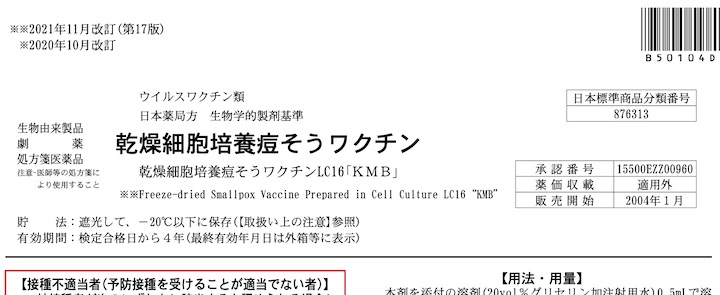 ※※2021年11月改訂(第17版)
※2020年10月改訂
B50104D
ウイルスワクチン類
日本薬局方 生物学的製剤基準
日本標準商品分類番号
876313
生物由来製品
劇 薬
処方箋医薬品
注意-医師等の処方箋に
より使用すること
乾燥細胞培養痘そうワクチン
乾燥細胞培養痘そうワクチンLC16「KMB」
※※Freeze-dried Smallpox Vaccine Prepared in Cell Culture LC16 "KMB"
承認番号 15500EZZ00960
薬価収載 適用外
販売開始 2004年1月
貯 法：遮光して、－20℃以下に保存(【取扱い上の注意】参照)
有効期間：検定合格日から４年(最終有効年月日は外箱等に表示)
【接種不適当者(予防接種を受けることが適当でない者)】
【用法・用量】
本剤を添付の溶剤(20vol％グリセリン加注射用水)0.5mLで溶